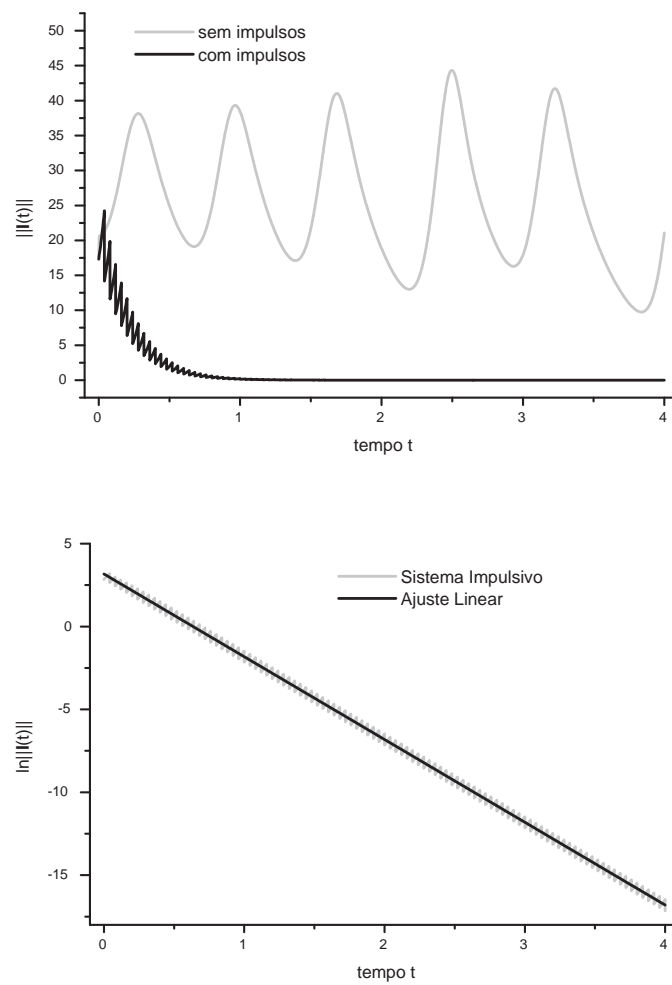 50
sem impulsos
45
com impulsos
40
35
30
25
20
15
10
5
0
||I(t)||
0 1 2 3 4
tempo t
5
Sistema Impulsivo
0
Ajuste Linear
-5
-10
-15
ln||I(t)||
0 1 2 3 4
tempo t